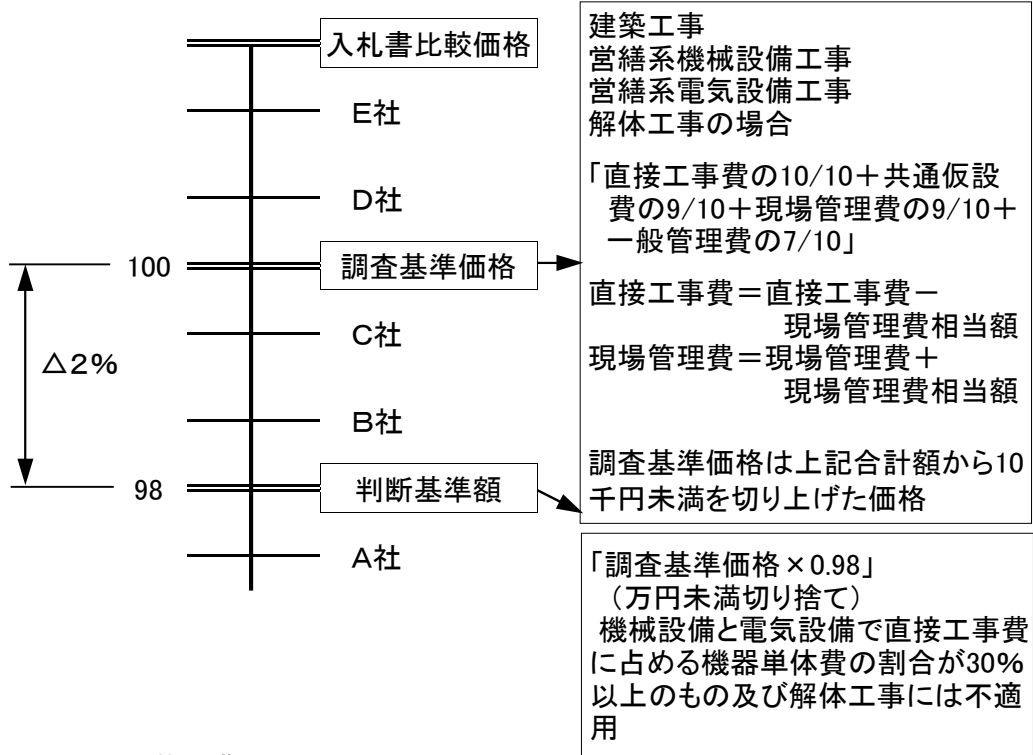 入札書比較価格
E社
D社
100
調査基準価格
C社
△2%
B社
98
判断基準額
A社
建築工事
営繕系機械設備工事
営繕系電気設備工事
解体工事の場合
「直接工事費の10/10＋共通仮設
費の9/10＋現場管理費の9/10＋
一般管理費の7/10」
直接工事費＝直接工事費－
現場管理費相当額
現場管理費＝現場管理費＋
現場管理費相当額
調査基準価格は上記合計額から10
千円未満を切り上げた価格
「調査基準価格×0.98」
（万円未満切り捨て）
機械設備と電気設備で直接工事費
に占める機器単体費の割合が30%
以上のもの及び解体工事には不適
用